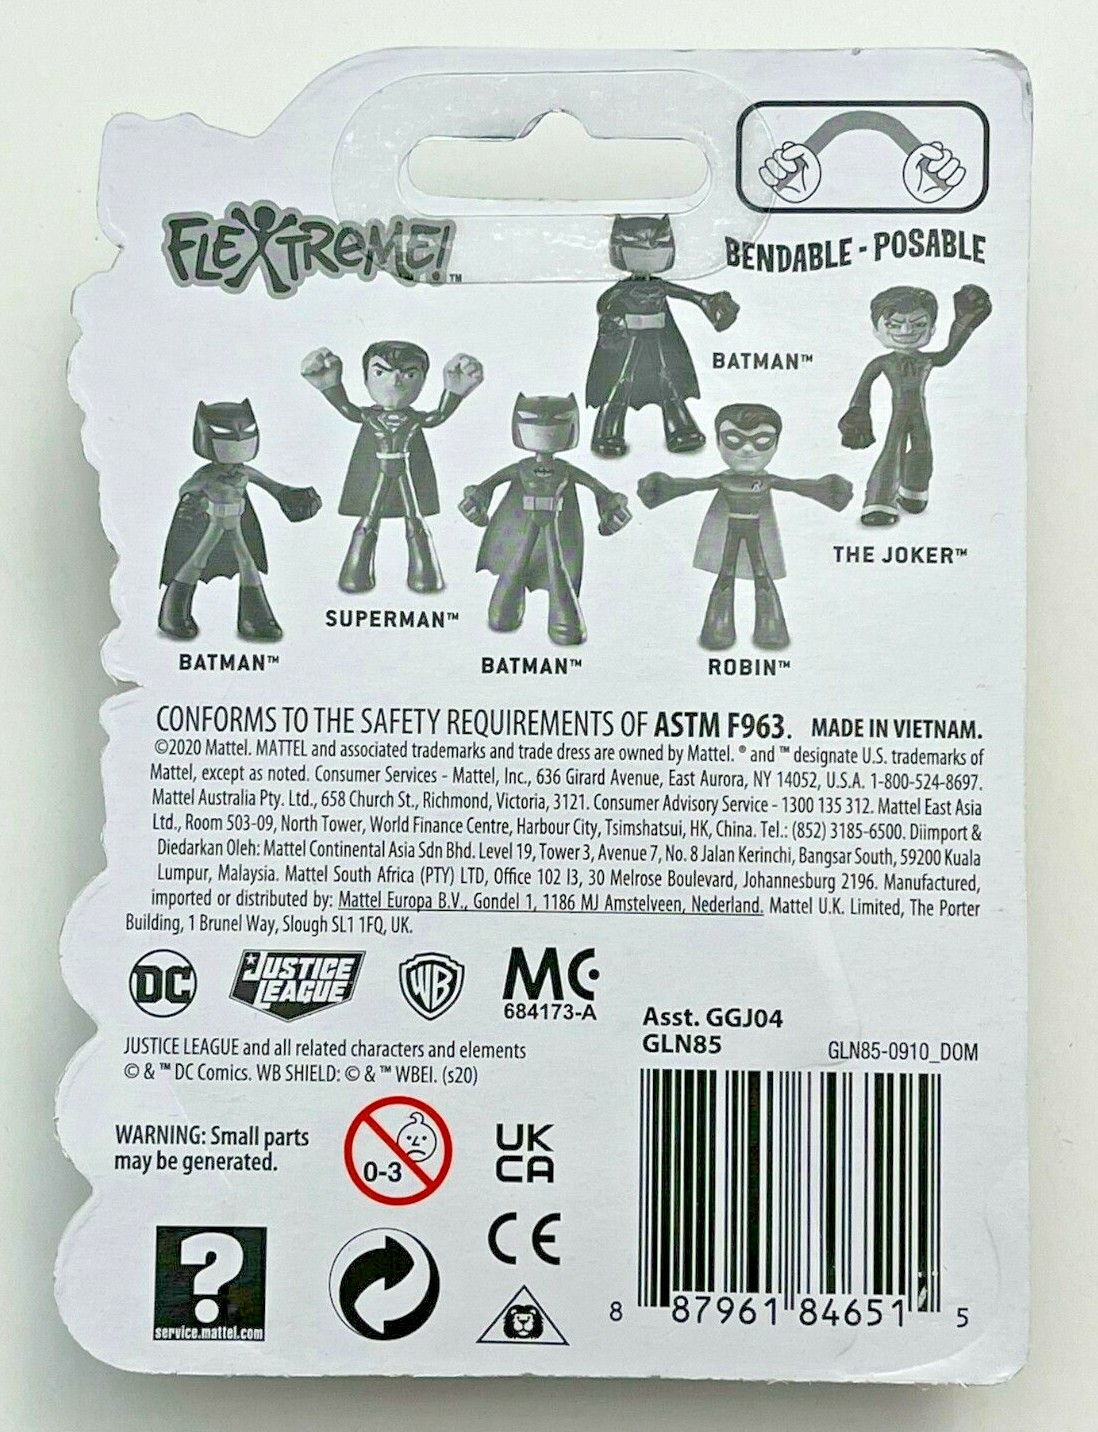 FLEXTREME!™
BENDABLE - POSABLE
BATMAN™
THE JOKER™
SUPERMAN™
BATMAN™
BATMAN™
ROBIN™
CONFORMS TO THE SAFETY REQUIREMENTS OF ASTM F963. MADE IN VIETNAM.
©2020 Mattel. MATTEL and associated trademarks and trade dress are owned by Mattel. ® and ™ designate U.S. trademarks of
Mattel, except as noted. Consumer Services - Mattel, Inc., 636 Girard Avenue, East Aurora, NY 14052, U.S.A. 1-800-524-8697.
Mattel Australia Pty. Ltd., 658 Church St., Richmond, Victoria, 3121. Consumer Advisory Service - 1300 135 312. Mattel East Asia
Ltd., Room 503-09, North Tower, World Finance Centre, Harbour City, Tsimshatsui, HK, China. Tel.: (852) 3185-6500. Diimport &
Diedarkan Oleh: Mattel Continental Asia Sdn Bhd. Level 19, Tower 3, Avenue 7, No. 8 Jalan Kerinchi, Bangsar South, 59200 Kuala
Lumpur, Malaysia. Mattel South Africa (PTY) LTD, Office 102 I3, 30 Melrose Boulevard, Johannesburg 2196. Manufactured,
imported or distributed by: Mattel Europa B.V., Gondel 1, 1186 MJ Amstelveen, Nederland. Mattel U.K. Limited, The Porter
Building, 1 Brunel Way, Slough SL1 1FQ, UK.
DC
JUSTICE
LEAGUE
WB
MC
684173-A
JUSTICE LEAGUE and all related characters and elements
© & ™ DC Comics. WB SHIELD: © & ™ WBEI. (s20)
Asst. GGJ04
GLN85
GLN85-0910_DOM
WARNING: Small parts
may be generated.
0-3
UK
CA
CE
?
service.mattel.com
8 87961 84651 5